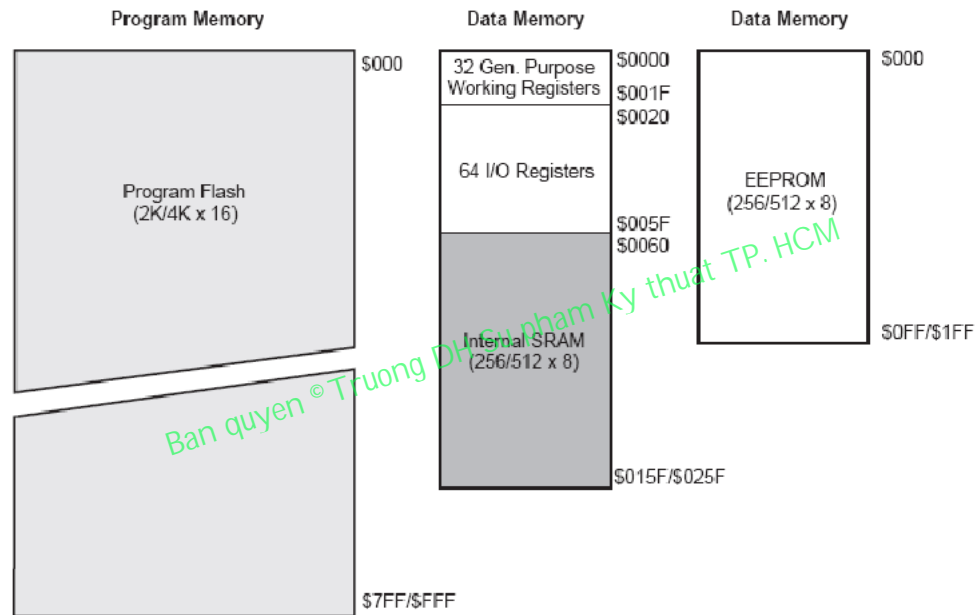 Program Memory
$000
Program Flash
(2K/4K x 16)
$7FF/$FFF
Data Memory
32 Gen. Purpose
Working Registers
$0000
$001F
$0020
64 I/O Registers
$005F
$0060
Internal SRAM
(256/512 x 8)
$015F/$025F
Data Memory
$000
EEPROM
(256/512 x 8)
$0FF/$1FF
Ban quyen © Truong DH Su pham Ky thuat TP. HCM